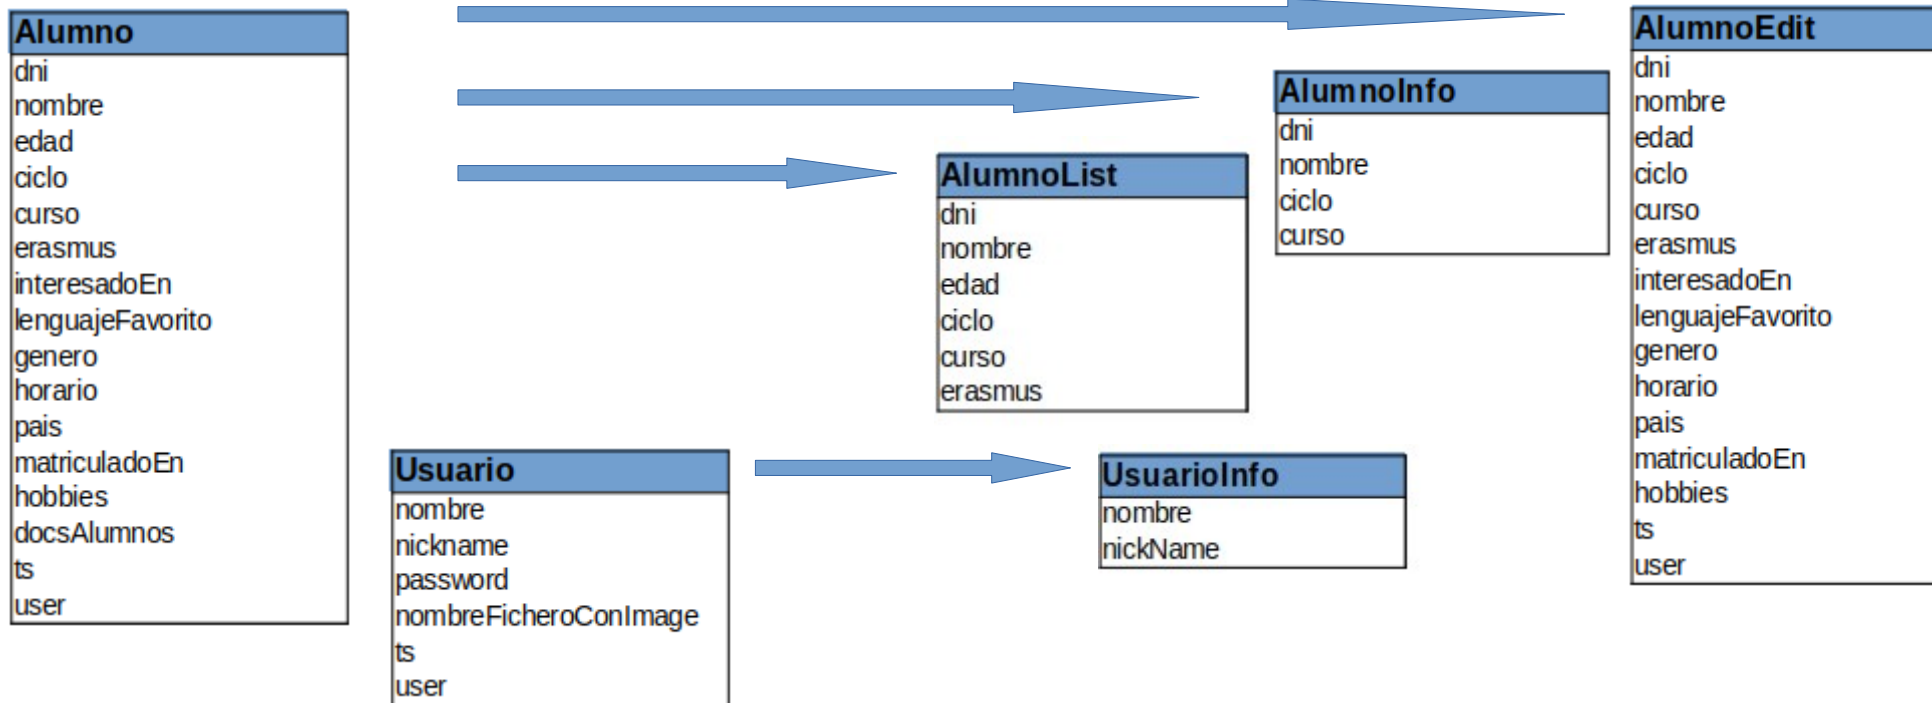 Alumno
dni
nombre
edad
ciclo
curso
erasmus
interesadoEn
lenguajeFavorito
genero
horario
pais
matriculadoEn
hobbies
docsAlumnos
ts
user
Usuario
nombre
nickname
password
nombreFicheroConImage
ts
user
AlumnoList
dni
nombre
edad
ciclo
curso
erasmus
UsuarioInfo
nombre
nickName
AlumnoInfo
dni
nombre
ciclo
curso
AlumnoEdit
dni
nombre
edad
ciclo
curso
erasmus
interesadoEn
lenguajeFavorito
genero
horario
pais
matriculadoEn
hobbies
ts
user